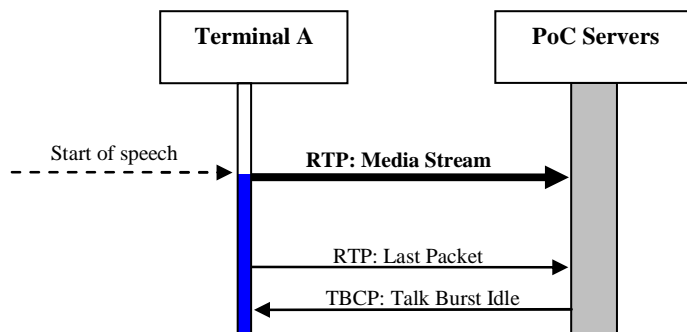 Terminal A
PoC Servers
Start of speech
RTP: Media Stream
RTP: Last Packet
TBCP: Talk Burst Idle